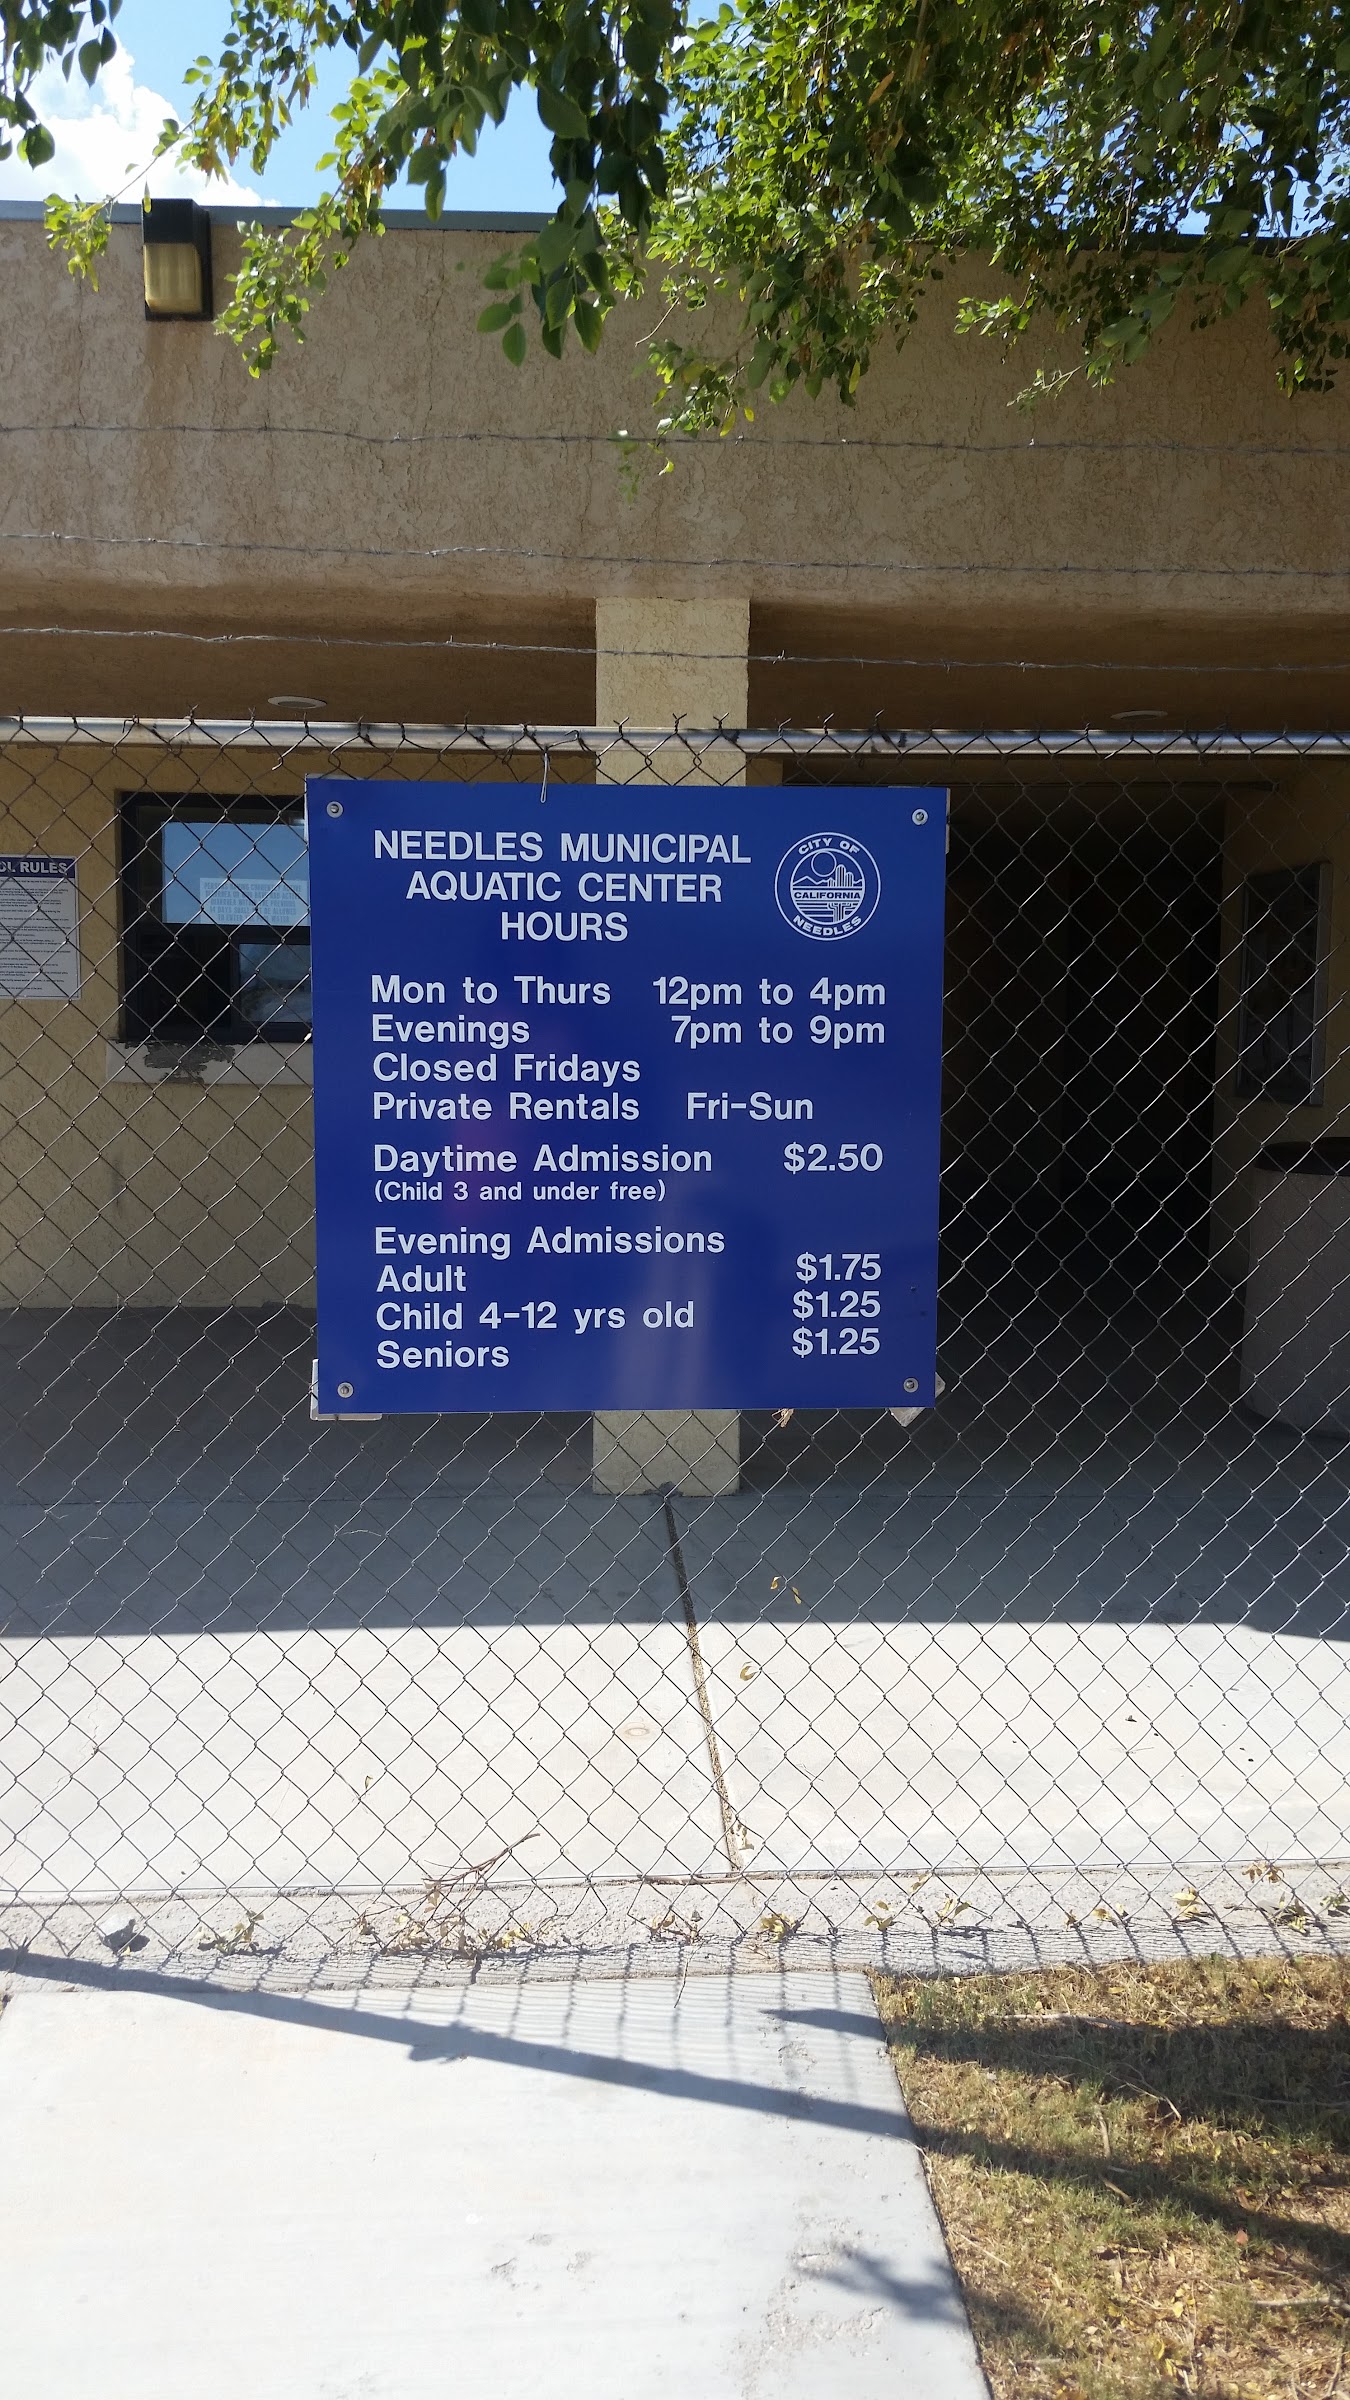 NEEDLES MUNICIPAL
AQUATIC CENTER
HOURS
CITY OF
CALIFORNIA
NEEDLES
Mon to Thurs 12pm to 4pm
Evenings 7pm to 9pm
Closed Fridays
Private Rentals Fri-Sun
Daytime Admission $2.50
(Child 3 and under free)
Evening Admissions
Adult $1.75
Child 4-12 yrs old $1.25
Seniors $1.25
RULES